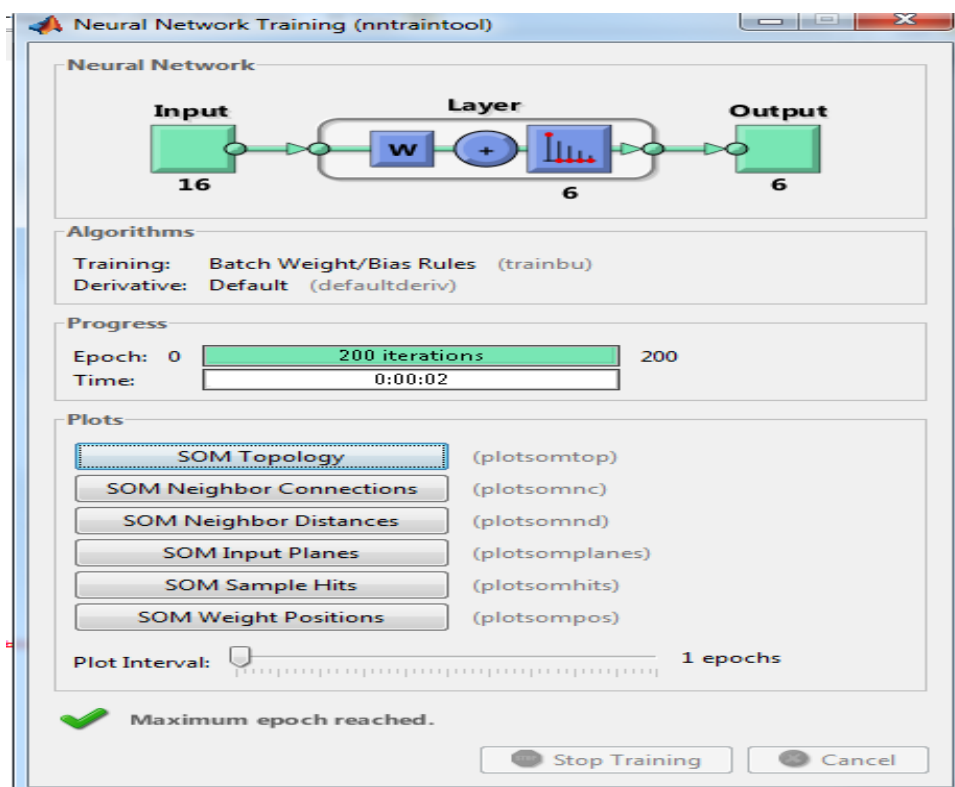 Neural Network Training (nntraintool)
Neural Network
Input Layer Output
W +
16 6 6
Algorithms
Training: Batch Weight/Bias Rules (trainbu)
Derivative: Default (defaultderiv)
Progress
Epoch: 0 200 iterations 200
Time: 0:00:02
Plots
SOM Topology (plotsomtop)
SOM Neighbor Connections (plotsomnc)
SOM Neighbor Distances (plotsomnd)
SOM Input Planes (plotsomplanes)
SOM Sample Hits (plotsomhits)
SOM Weight Positions (plotsompos)
Plot Interval: 1 epochs
Maximum epoch reached.
Stop Training Cancel